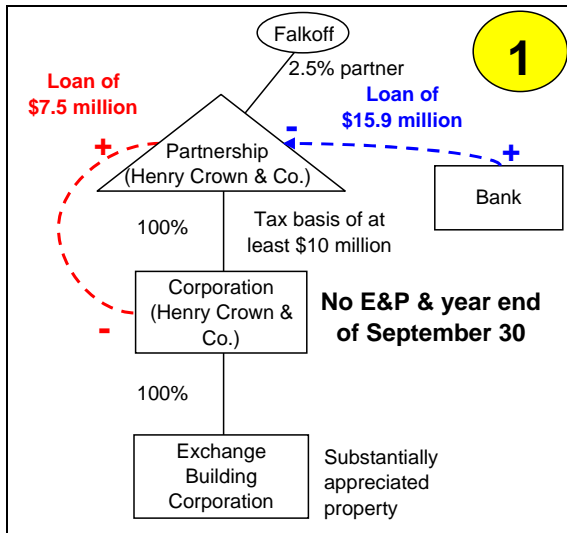 Falkoff
1
2.5% partner
Loan of
$7.5 million
Loan of
$15.9 million
+
-
+
Partnership
(Henry Crown & Co.)
Bank
100%
Tax basis of at
least $10 million
Corporation
(Henry Crown &
Co.)
-
No E&P & year end
of September 30
100%
Exchange
Building
Corporation
Substantially
appreciated
property